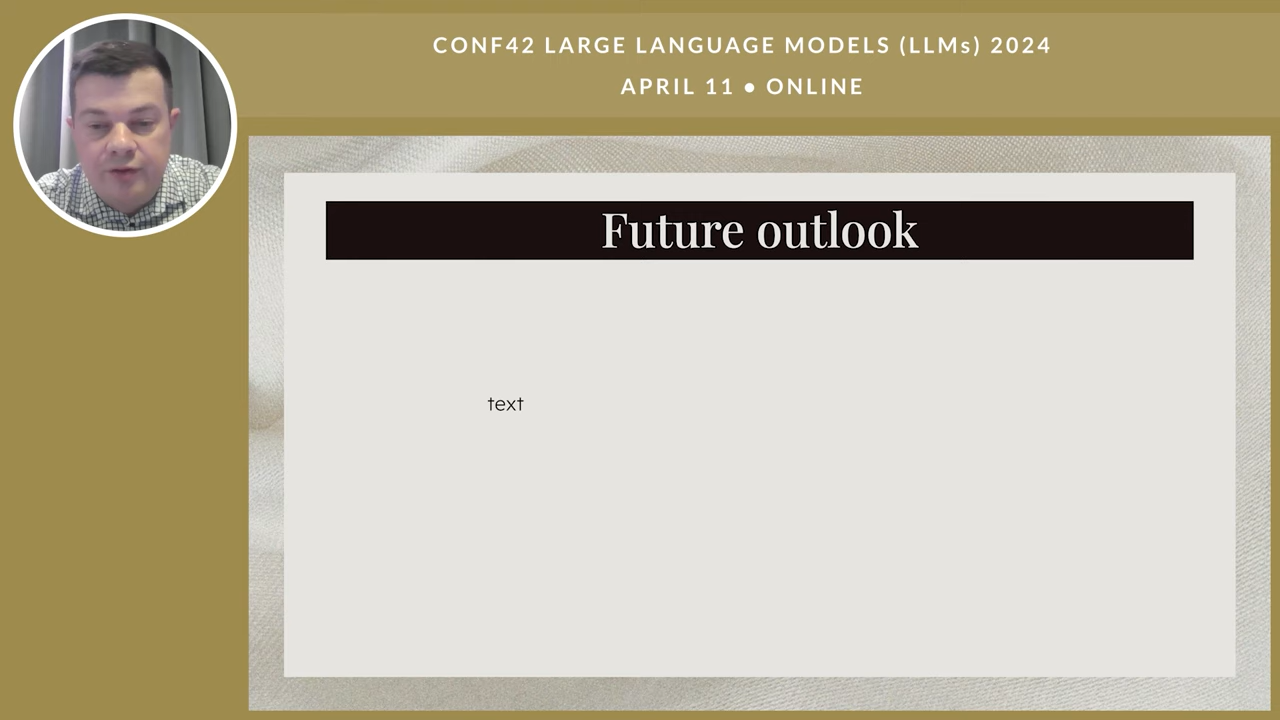 CONF42 LARGE LANGUAGE MODELS (LLMs) 2024
APRIL 11 • ONLINE
Future outlook
text